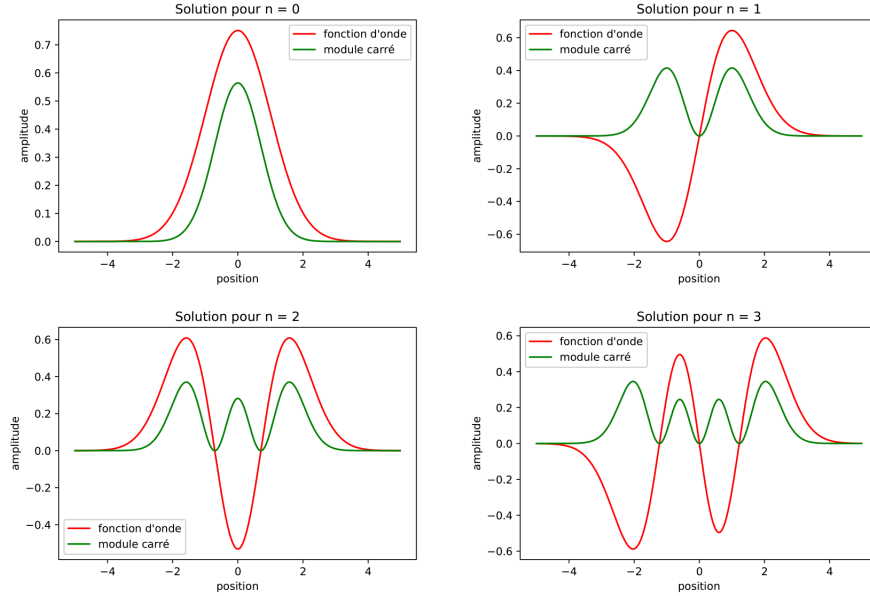 Solution pour n = 0
fonction d'onde
module carré
0.7
0.6
0.5
0.4
0.3
0.2
0.1
0.0
amplitude
−4
−2
0
2
4
position
Solution pour n = 1
fonction d'onde
module carré
0.6
0.4
0.2
0.0
−0.2
−0.4
−0.6
amplitude
−4
−2
0
2
4
position
Solution pour n = 2
0.6
0.4
0.2
0.0
−0.2
−0.4
amplitude
fonction d'onde
module carré
−4
−2
0
2
4
position
Solution pour n = 3
fonction d'onde
module carré
0.6
0.4
0.2
0.0
−0.2
−0.4
−0.6
amplitude
−4
−2
0
2
4
position